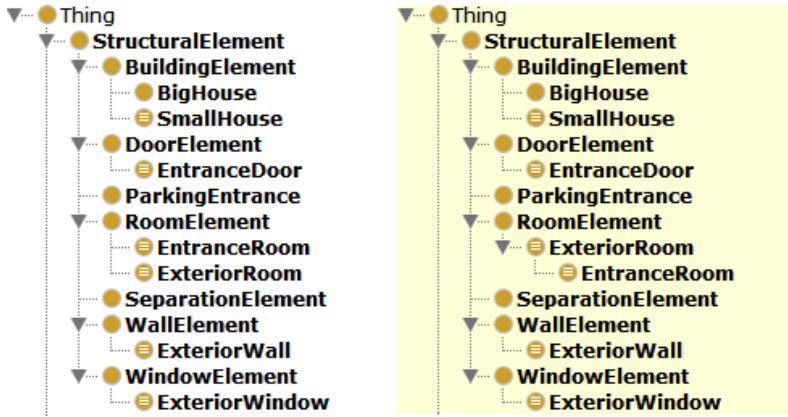 Thing
StructuralElement
BuildingElement
BigHouse
SmallHouse
DoorElement
EntranceDoor
ParkingEntrance
RoomElement
EntranceRoom
ExteriorRoom
SeparationElement
WallElement
ExteriorWall
WindowElement
ExteriorWindow
Thing
StructuralElement
BuildingElement
BigHouse
SmallHouse
DoorElement
EntranceDoor
ParkingEntrance
RoomElement
ExteriorRoom
EntranceRoom
SeparationElement
WallElement
ExteriorWall
WindowElement
ExteriorWindow